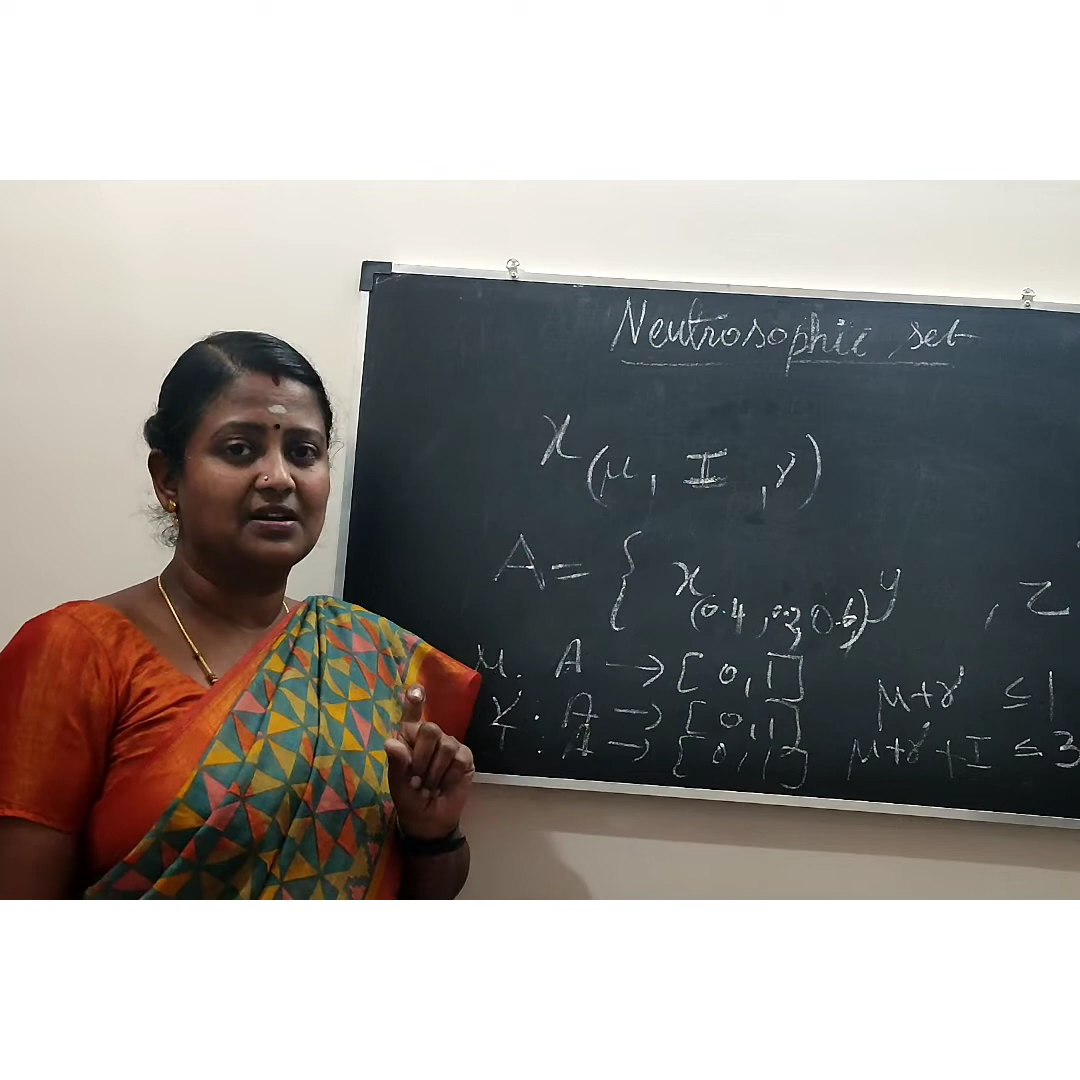 Neutrosophic set
x(μ, I, γ)
A = { x(0.4, 0.3, 0.6) y , z
μ. A → [0,1]
γ : A → [0,1] μ+γ ≤ 1
: A → [0,1] μ+γ+I ≤ 3